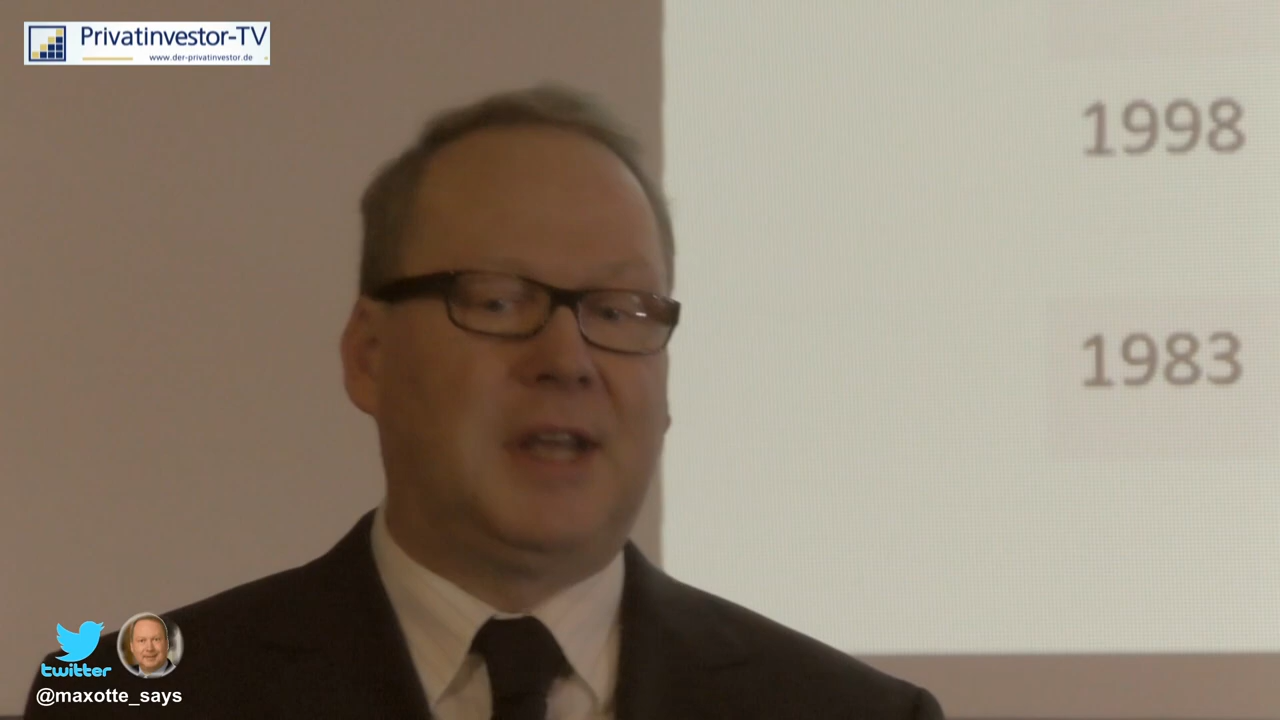 Privatinvestor-TV
www.der-privatinvestor.de
1998
1983
twitter
@maxotte_says